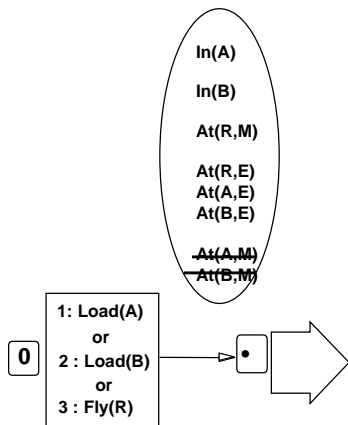 In(A)
In(B)
At(R,M)
At(R,E)
At(A,E)
At(B,E)
At(A,M)
At(B,M)
1: Load(A)
or
0
2 : Load(B)
or
3 : Fly(R)